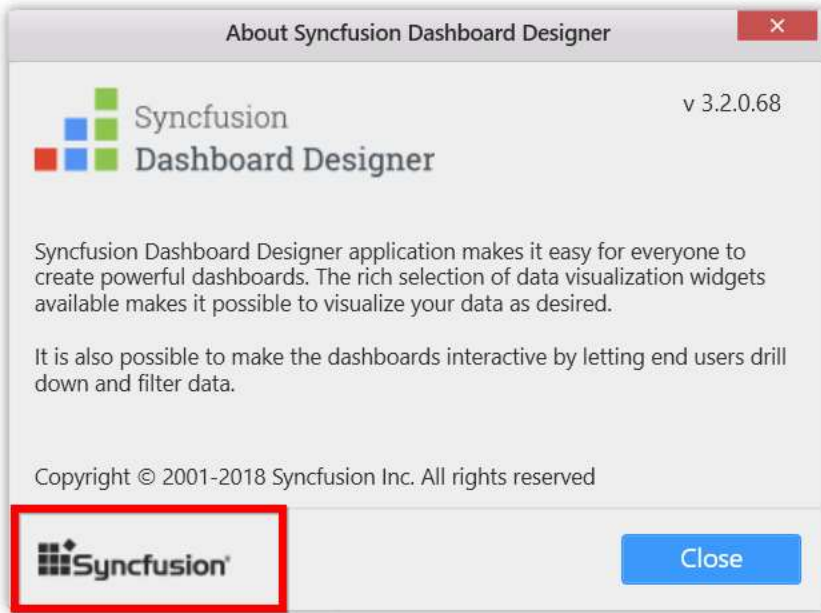 About Syncfusion Dashboard Designer
v 3.2.0.68
Syncfusion
Dashboard Designer
Syncfusion Dashboard Designer application makes it easy for everyone to
create powerful dashboards. The rich selection of data visualization widgets
available makes it possible to visualize your data as desired.
It is also possible to make the dashboards interactive by letting end users drill
down and filter data.
Copyright © 2001-2018 Syncfusion Inc. All rights reserved
Syncfusion®
Close